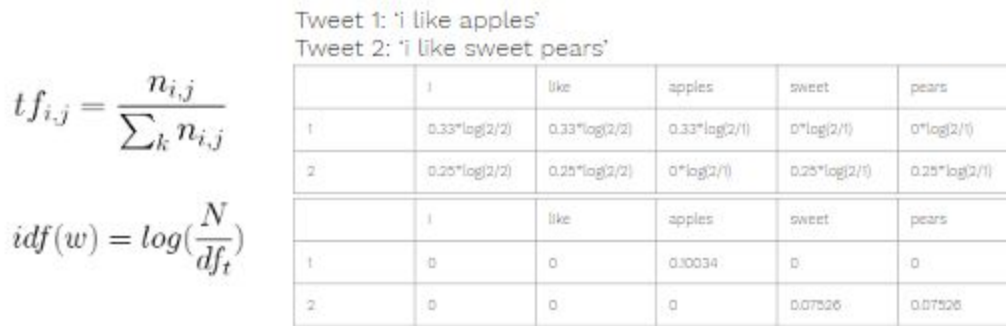 Tweet 1: 'i like apples'
Tweet 2: 'i like sweet pears'
tf_{i,j} = \frac{n_{i,j}}{\sum_k n_{i,j}}
idf(w) = log(\frac{N}{df_t})
i like apples sweet pears
1 0.33*log(2/2) 0.33*log(2/2) 0.33*log(2/1) 0*log(2/1) 0*log(2/1)
2 0.25*log(2/2) 0.25*log(2/2) 0*log(2/1) 0.25*log(2/1) 0.25*log(2/1)
i like apples sweet pears
1 0 0 0.10034 0 0
2 0 0 0 0.07526 0.07526